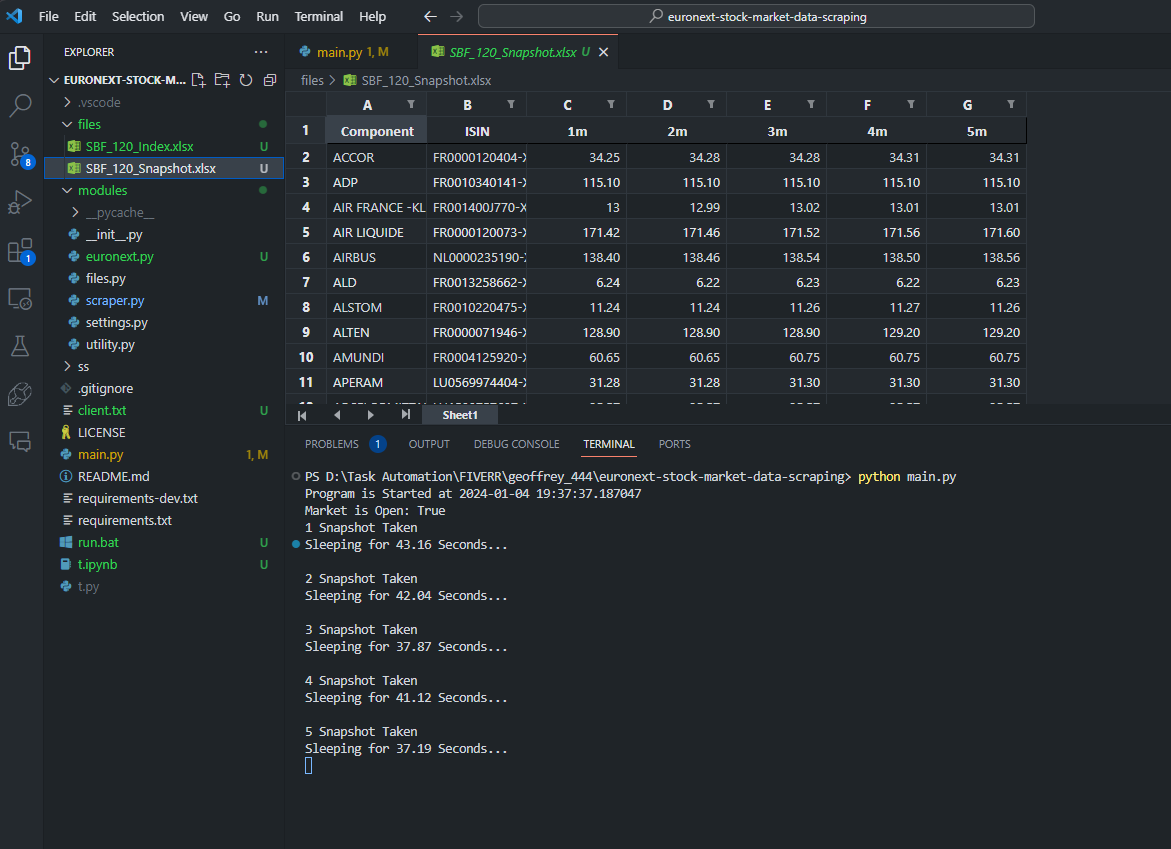 File Edit Selection View Go Run Terminal Help
euronext-stock-market-data-scraping
EXPLORER
EURONEXT-STOCK-M...
.vscode
files
SBF_120_Index.xlsx U
SBF_120_Snapshot.xlsx U
modules
__pycache__
__init__.py
euronext.py U
files.py
scraper.py M
settings.py
utility.py
ss
.gitignore
client.txt U
LICENSE
main.py 1, M
README.md
requirements-dev.txt
requirements.txt
run.bat U
t.ipynb U
t.py
8
1
main.py 1, M SBF_120_Snapshot.xlsx U
files > SBF_120_Snapshot.xlsx
A B C D E F G
1 Component ISIN 1m 2m 3m 4m 5m
2 ACCOR FR0000120404-X 34.25 34.28 34.28 34.31 34.31
3 ADP FR0010340141-X 115.10 115.10 115.10 115.10 115.10
4 AIR FRANCE -KL FR001400J770-X 13 12.99 13.02 13.01 13.01
5 AIR LIQUIDE FR0000120073-X 171.42 171.46 171.52 171.56 171.60
6 AIRBUS NL0000235190-X 138.40 138.46 138.54 138.50 138.56
7 ALD FR0013258662-X 6.24 6.22 6.23 6.22 6.23
8 ALSTOM FR0010220475-X 11.24 11.24 11.26 11.27 11.26
9 ALTEN FR0000071946-X 128.90 128.90 128.90 129.20 129.20
10 AMUNDI FR0004125920-X 60.65 60.65 60.75 60.75 60.75
11 APERAM LU0569974404-X 31.28 31.28 31.30 31.30 31.30
Sheet1
PROBLEMS 1 OUTPUT DEBUG CONSOLE TERMINAL PORTS
PS D:\Task Automation\FIVERR\geoffrey_444\euronext-stock-market-data-scraping> python main.py
Program is Started at 2024-01-04 19:37:37.187047
Market is Open: True
1 Snapshot Taken
Sleeping for 43.16 Seconds...
2 Snapshot Taken
Sleeping for 42.04 Seconds...
3 Snapshot Taken
Sleeping for 37.87 Seconds...
4 Snapshot Taken
Sleeping for 41.12 Seconds...
5 Snapshot Taken
Sleeping for 37.19 Seconds...